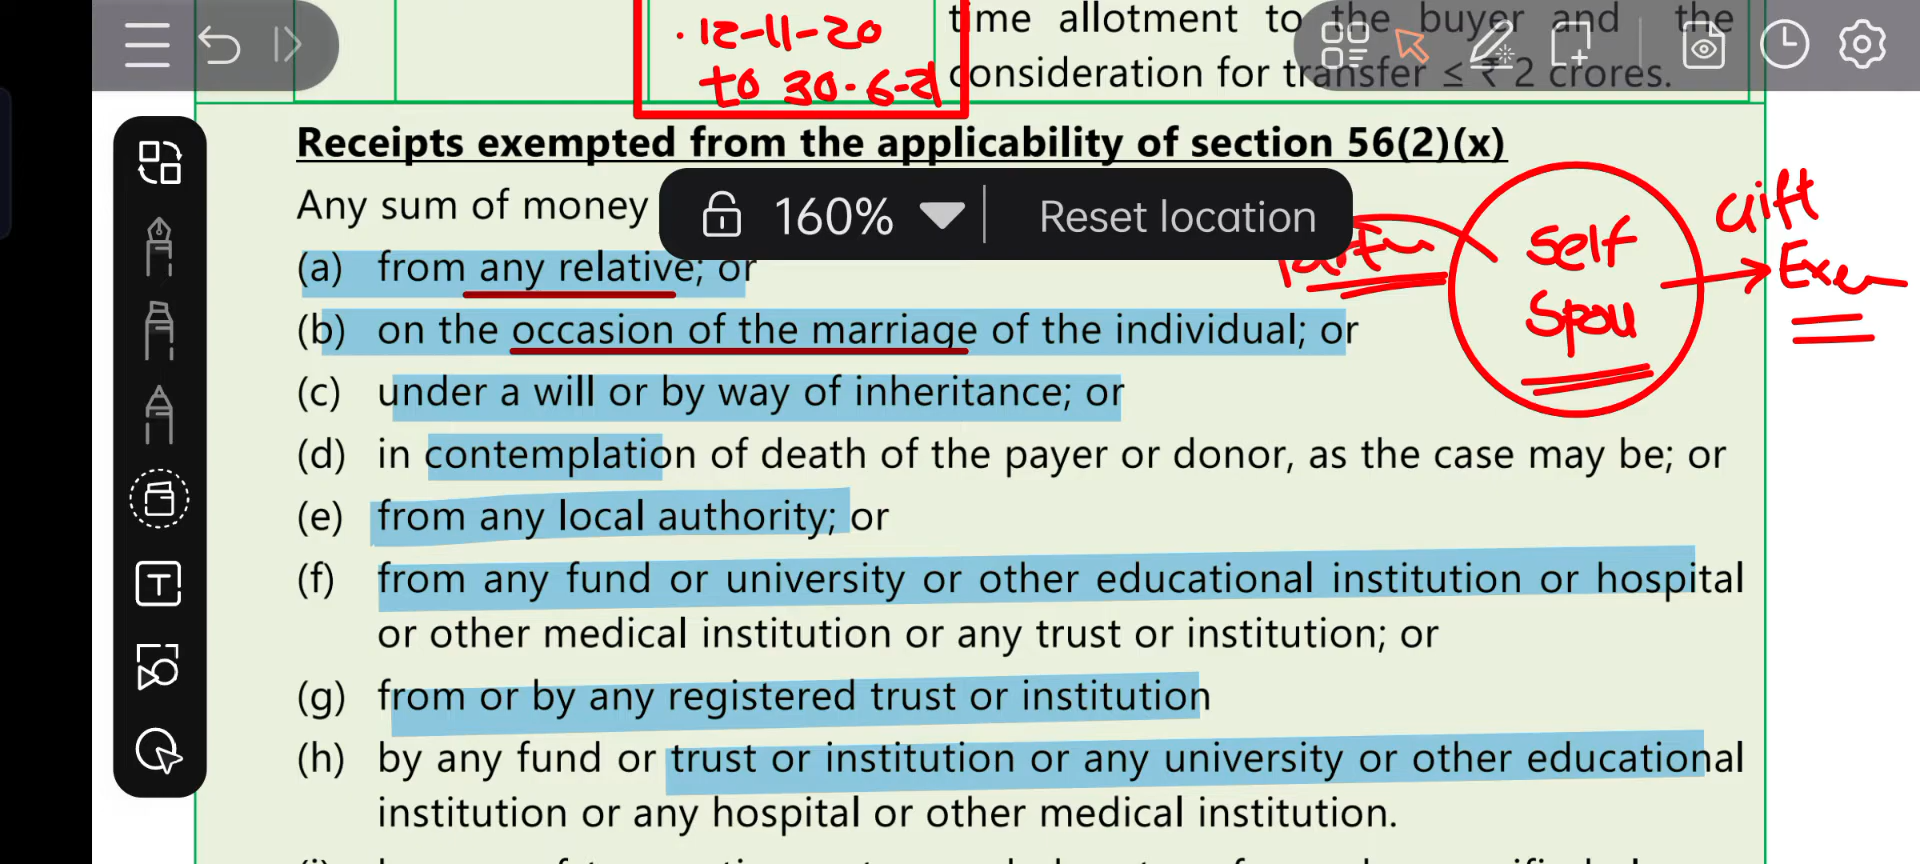 · 12-11-20
to 30-6-21
time allotment to the buyer and the
consideration for transfer ≤ ₹ 2 crores.
Receipts exempted from the applicability of section 56(2)(x)
Any sum of money
160%
Reset location
(a) from any relative; or
(b) on the occasion of the marriage of the individual; or
(c) under a will or by way of inheritance; or
(d) in contemplation of death of the payer or donor, as the case may be; or
(e) from any local authority; or
(f) from any fund or university or other educational institution or hospital
or other medical institution or any trust or institution; or
(g) from or by any registered trust or institution
(h) by any fund or trust or institution or any university or other educational
institution or any hospital or other medical institution.
Self
Spou
Gift
Exem
T